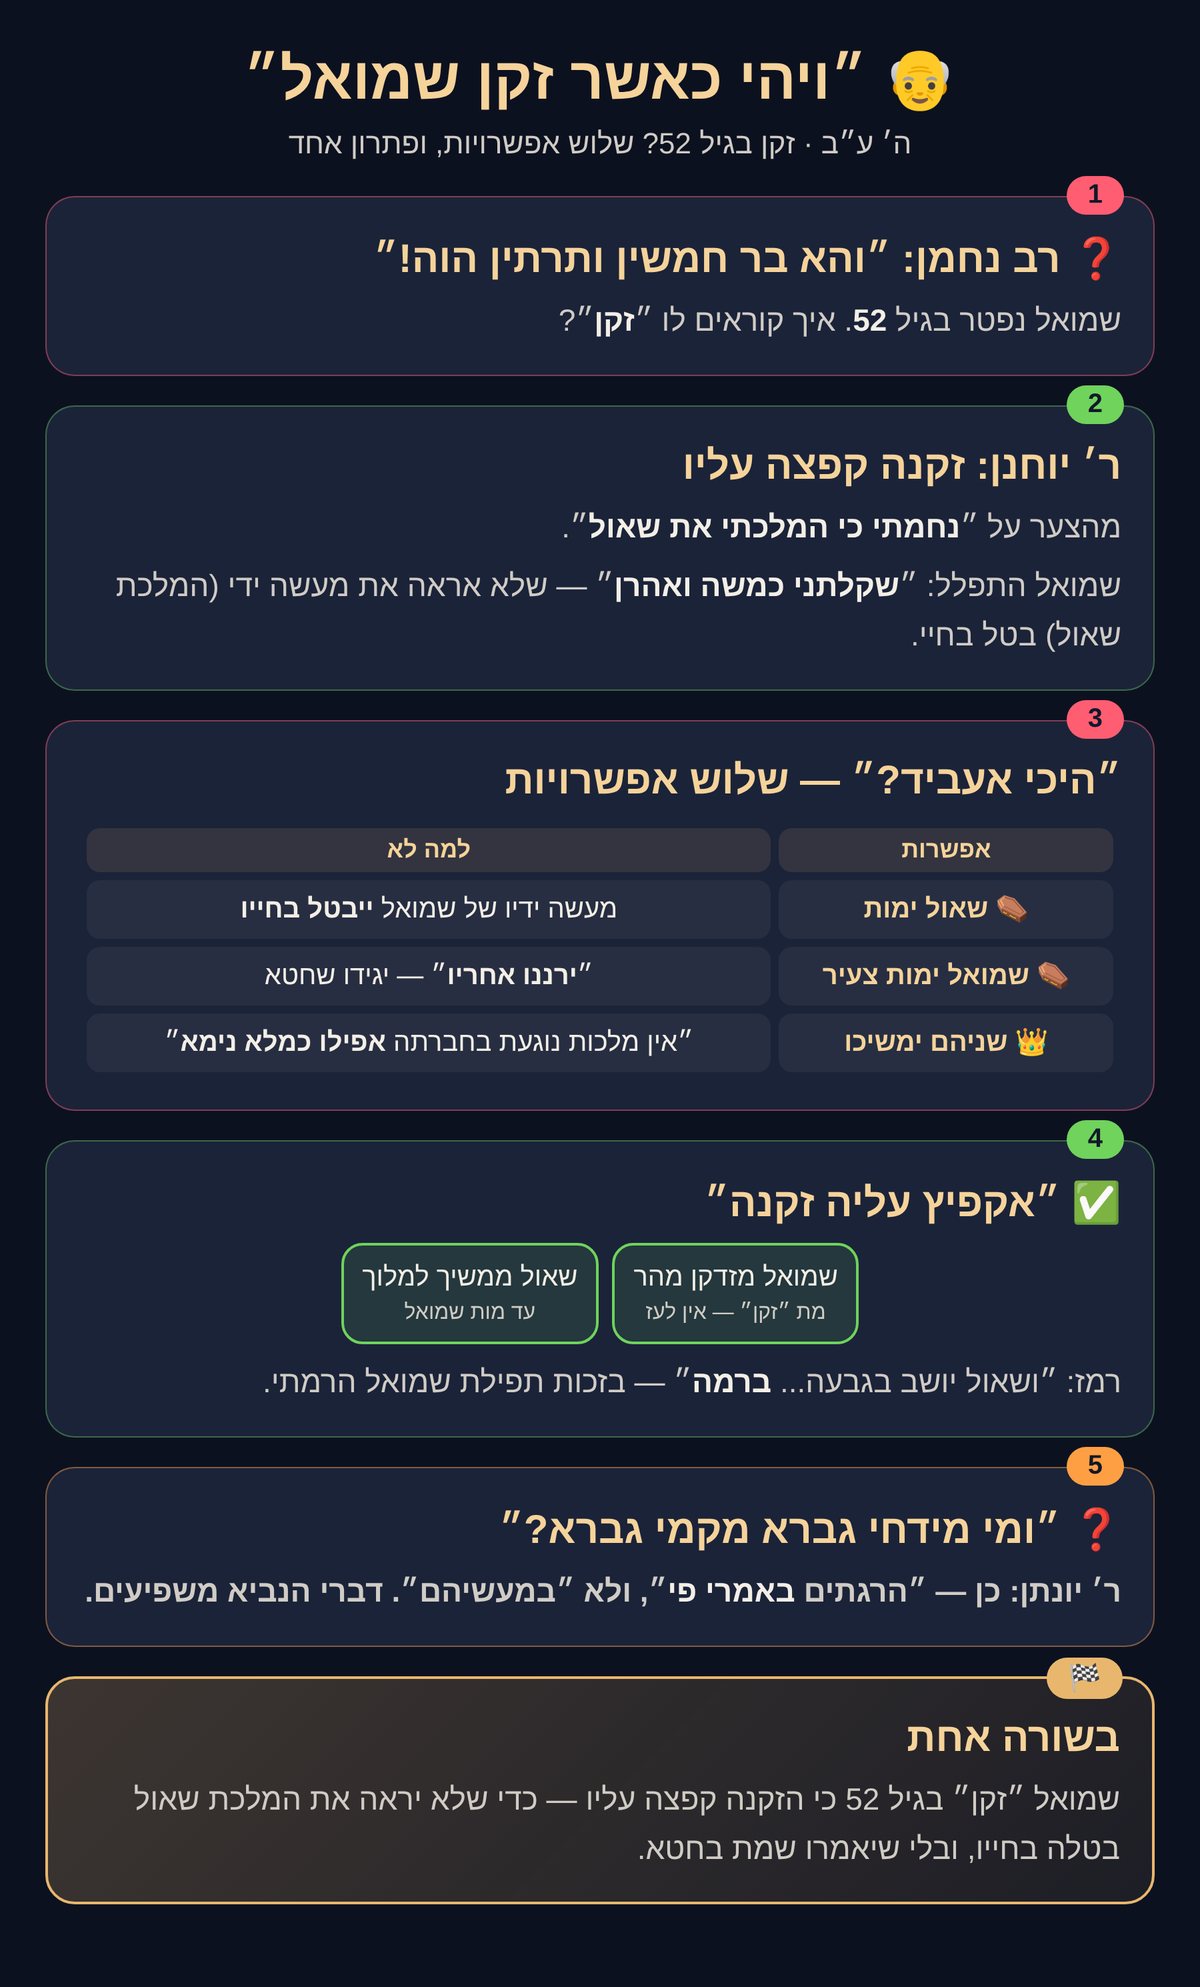 👴 ״ויהי כאשר זקן שמואל״
ה׳ ע״ב · זקן בגיל 52? שלוש אפשרויות, ופתרון אחד
1
❓ רב נחמן: ״והא בר חמשין ותרתין הוה!״
שמואל נפטר בגיל 52. איך קוראים לו ״זקן״?
2
ר׳ יוחנן: זקנה קפצה עליו
מהצער על ״נחמתי כי המלכתי את שאול״.
שמואל התפלל: ״שקלתני כמשה ואהרן״ — שלא אראה את מעשה ידי (המלכת
שאול) בטל בחיי.
3
״היכי אעביד?״ — שלוש אפשרויות
אפשרות למה לא
⚰️ שאול ימות מעשה ידיו של שמואל ייבטל בחייו
⚰️ שמואל ימות צעיר ״ירננו אחריו״ — יגידו שחטא
👑 שניהם ימשיכו ״אין מלכות נוגעת בחברתה אפילו כמלא נימא״
4
✅ ״אקפיץ עליה זקנה״
שמואל מזדקן מהר שאול ממשיך למלוך
מת ״זקן״ — אין לעז עד מות שמואל
רמז: ״ושאול יושב בגבעה... ברמה״ — בזכות תפילת שמואל הרמתי.
5
❓ ״ומי מידחי גברא מקמי גברא?״
ר׳ יונתן: כן — ״הרגתים באמרי פי״, ולא ״במעשיהם״. דברי הנביא משפיעים.
🏁
בשורה אחת
שמואל ״זקן״ בגיל 52 כי הזקנה קפצה עליו — כדי שלא יראה את המלכת שאול
בטלה בחייו, ובלי שיאמרו שמת בחטא.